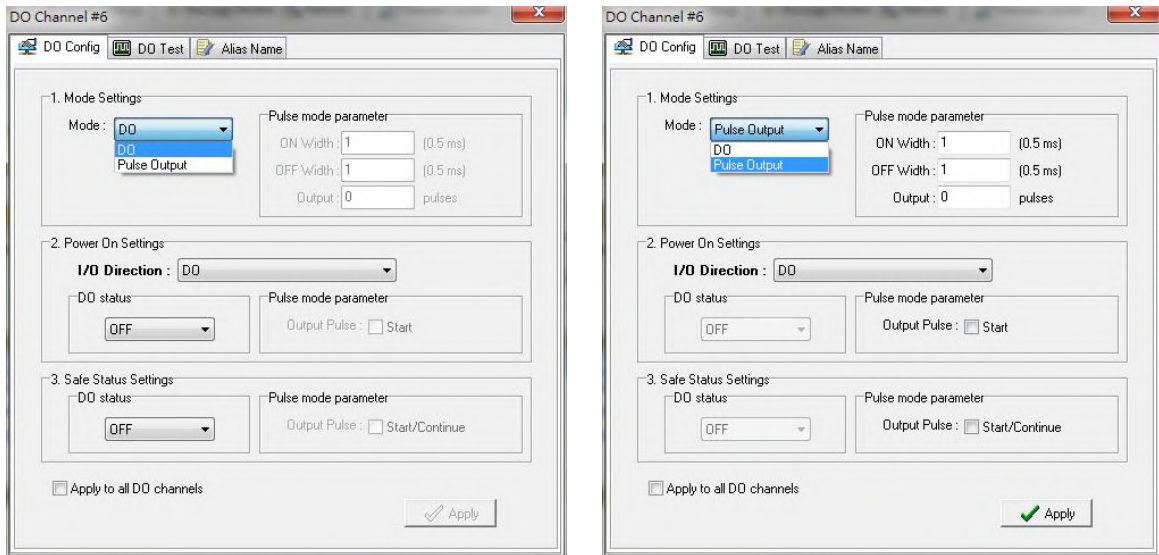 DO Channel #6
DO Config DO Test Alias Name
1. Mode Settings
Mode : DO
DO
Pulse Output
Pulse mode parameter
ON Width : 1 (0.5 ms)
OFF Width : 1 (0.5 ms)
Output : 0 pulses
2. Power On Settings
I/O Direction : DO
DO status
OFF
Pulse mode parameter
Output Pulse : Start
3. Safe Status Settings
DO status
OFF
Pulse mode parameter
Output Pulse : Start/Continue
Apply to all DO channels
Apply
DO Channel #6
DO Config DO Test Alias Name
1. Mode Settings
Mode : Pulse Output
DO
Pulse Output
Pulse mode parameter
ON Width : 1 (0.5 ms)
OFF Width : 1 (0.5 ms)
Output : 0 pulses
2. Power On Settings
I/O Direction : DO
DO status
OFF
Pulse mode parameter
Output Pulse : Start
3. Safe Status Settings
DO status
OFF
Pulse mode parameter
Output Pulse : Start/Continue
Apply to all DO channels
Apply